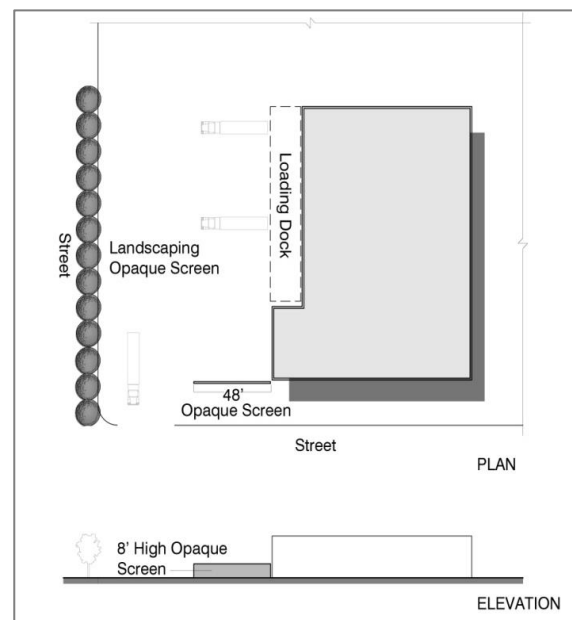 Loading Dock
Street
Landscaping
Opaque Screen
48'
Opaque Screen
Street
PLAN
8' High Opaque
Screen
ELEVATION